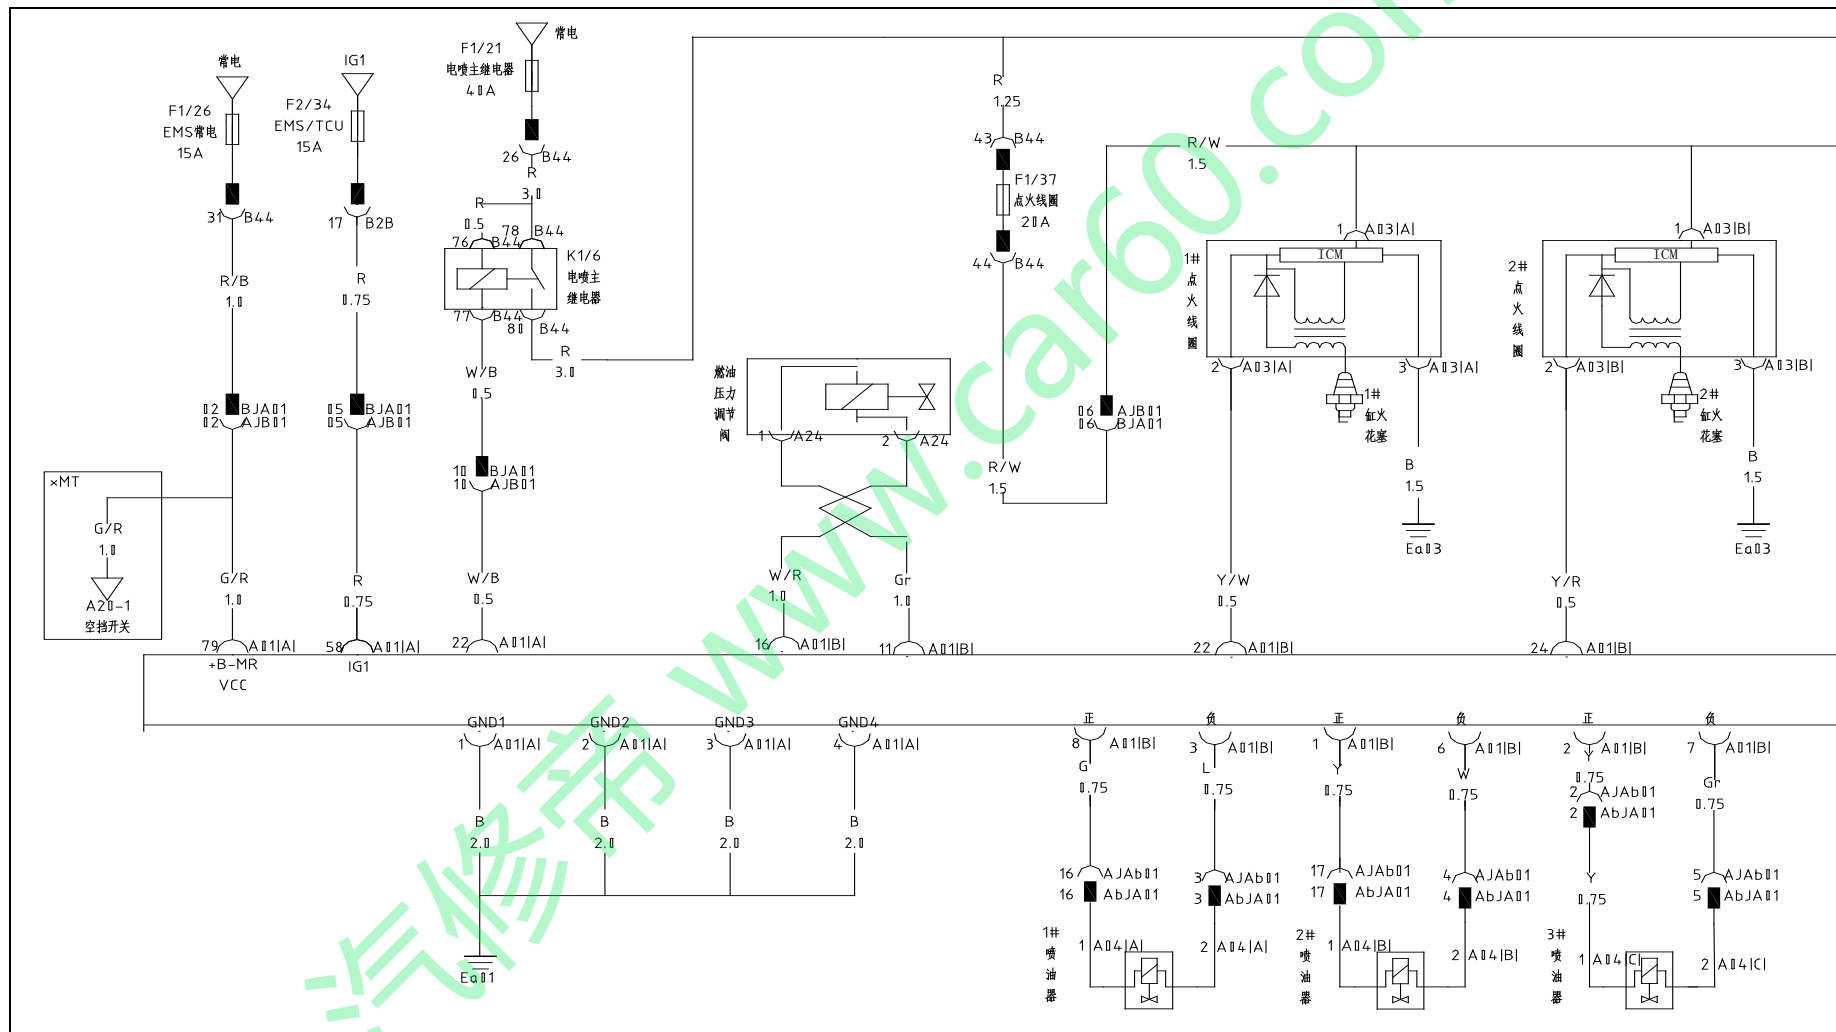 常电
F1/21
电喷主继电器
40A
常电
IG1
F1/26
EMS常电
15A
F2/34
EMS/TCU
15A
R
1.25
43 B44
F1/37
点火线圈
20A
44 B44
26 B44
R
3.0
R
0.5
76 B44
78 B44
K1/6
电喷主
继电器
77 B44
80 B44
R
3.0
31 B44
17 B2B
R/B
1.0
R
0.75
W/B
0.5
R/W
1.5
1 A03|A|
1 A03|B|
1#
点
火
线
圈
ICM
2#
点
火
线
圈
ICM
2 A03|A|
3 A03|A|
2 A03|B|
3 A03|B|
1#
缸火
花塞
2#
缸火
花塞
燃油
压力
调节
阀
1 A24
2 A24
02 BJA01
02 AJB01
05 BJA01
05 AJB01
06 AJB01
06 BJA01
10 BJA01
10 AJB01
R/W
1.5
B
1.5
B
1.5
Ea03
Ea03
×MT
G/R
1.0
A20-1
空挡开关
G/R
1.0
R
0.75
W/B
0.5
W/R
1.0
Gr
1.0
Y/W
0.5
Y/R
0.5
79 A01|A|
58 A01|A|
22 A01|A|
16 A01|B|
11 A01|B|
22 A01|B|
24 A01|B|
+B-MR
VCC
IG1
GND1
GND2
GND3
GND4
正
负
正
负
正
负
1 A01|A|
2 A01|A|
3 A01|A|
4 A01|A|
8 A01|B|
3 A01|B|
1 A01|B|
6 A01|B|
2 A01|B|
7 A01|B|
G
0.75
L
0.75
Y
0.75
W
0.75
Y
0.75
Gr
0.75
2 AJAb01
2 AbJA01
B
2.0
B
2.0
B
2.0
B
2.0
16 AJAb01
16 AbJA01
3 AJAb01
3 AbJA01
17 AJAb01
17 AbJA01
4 AJAb01
4 AbJA01
Y
0.75
5 AJAb01
5 AbJA01
Ea01
1#
喷
油
器
1 A04|A|
2 A04|A|
2#
喷
油
器
1 A04|B|
2 A04|B|
3#
喷
油
器
1 A04|C|
2 A04|C|
汽修帝 www.car60.com